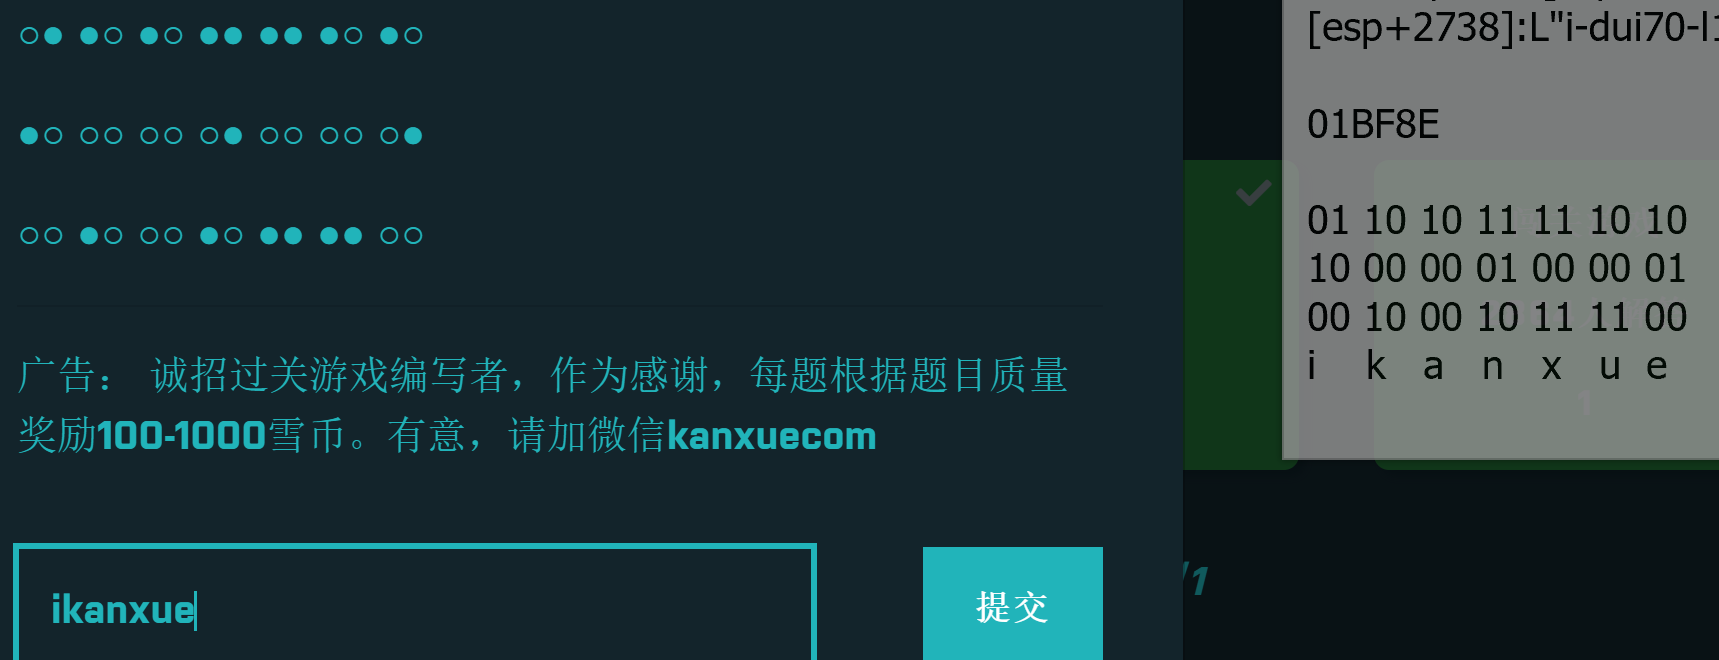 ○● ●○ ●○ ●● ●● ●○ ●○
●○ ○○ ○○ ○● ○○ ○○ ○●
○○ ●○ ○○ ●○ ●● ●● ○○
广告： 诚招过关游戏编写者，作为感谢，每题根据题目质量
奖励100-1000雪币。有意，请加微信kanxuecom
ikanxue
提交
[esp+2738]:L"i-dui70-l1
01BF8E
01 10 10 11 11 10 10
10 00 00 01 00 00 01
00 10 00 10 11 11 00
i k a n x u e
1
/1